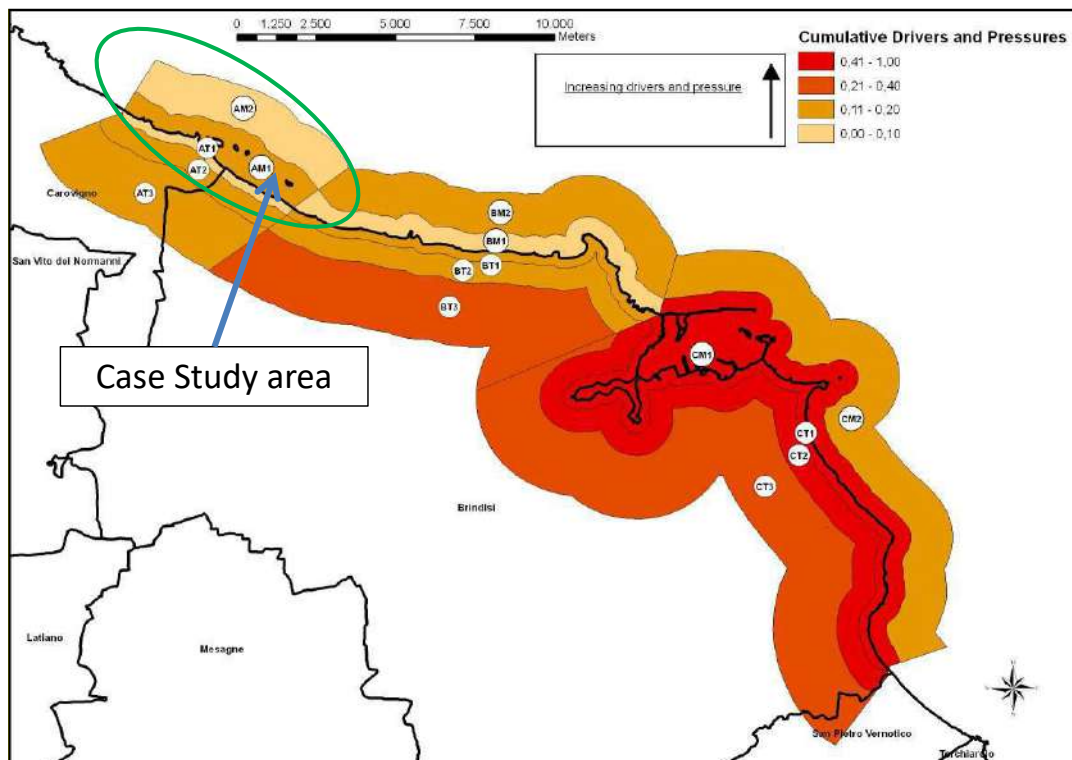 0 1.250 2.500 5.000 7.500 10.000
Meters
Cumulative Drivers and Pressures
0,41 - 1,00
0,21 - 0,40
0,11 - 0,20
0,00 - 0,10
Increasing drivers and pressure
AM2
AT1
AM1
AT2
AT3
Carovigno
BM2
BM1
BT1
BT2
BT3
San Vito dei Normanni
Case Study area
CM1
CM2
CT1
CT2
CT3
Brindisi
Latiano
Mesagne
San Pietro Vernotico
Torchiarolo